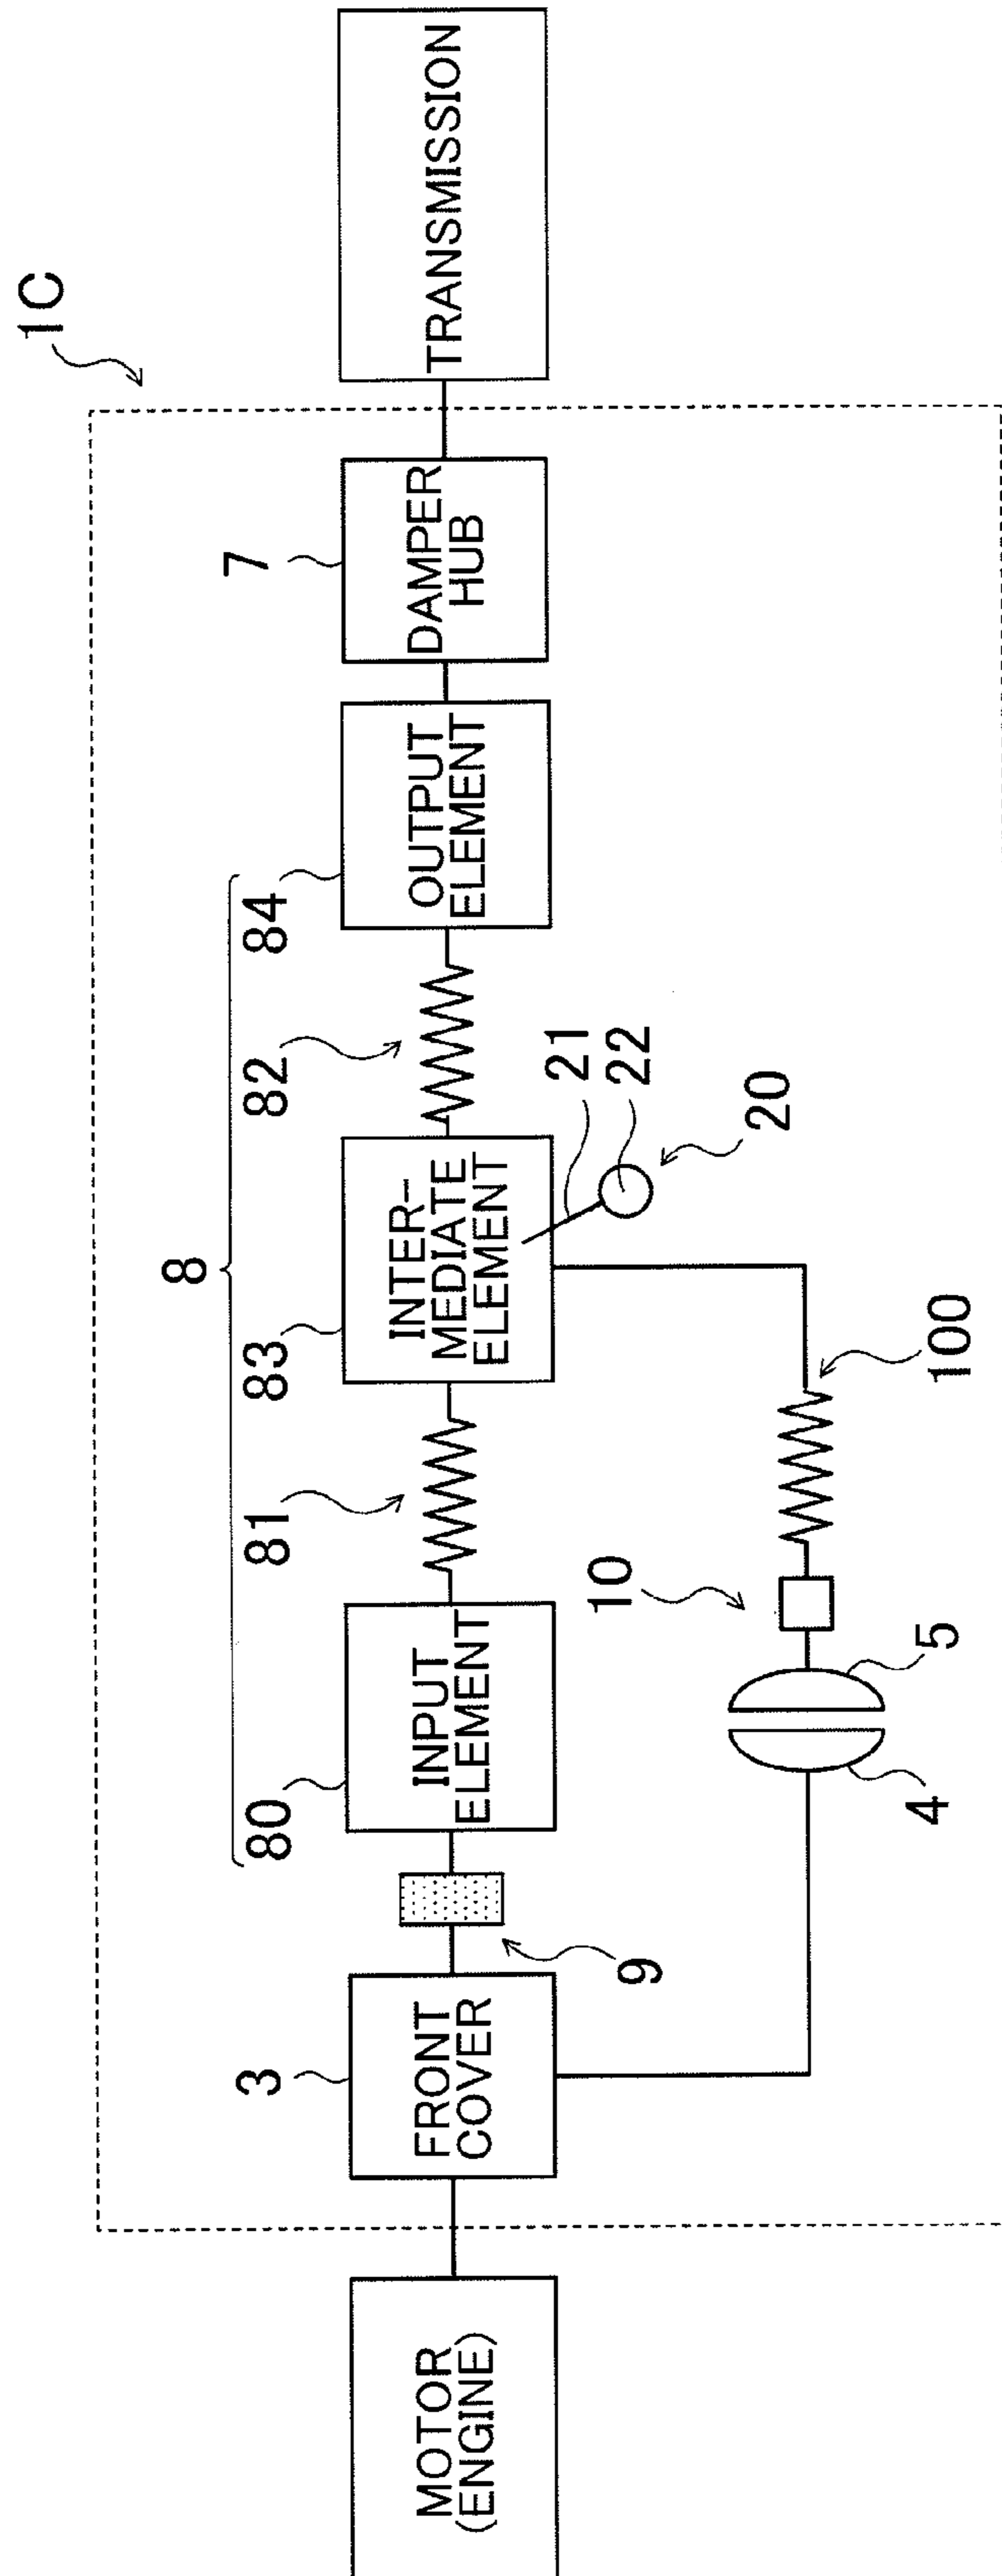 1C
8
80
81
83
82
84
7
3
MOTOR
(ENGINE)
FRONT
COVER
INPUT
ELEMENT
INTER-
MEDIATE
ELEMENT
OUTPUT
ELEMENT
DAMPER
HUB
TRANSMISSION
9
10
21
22
20
4
5
100